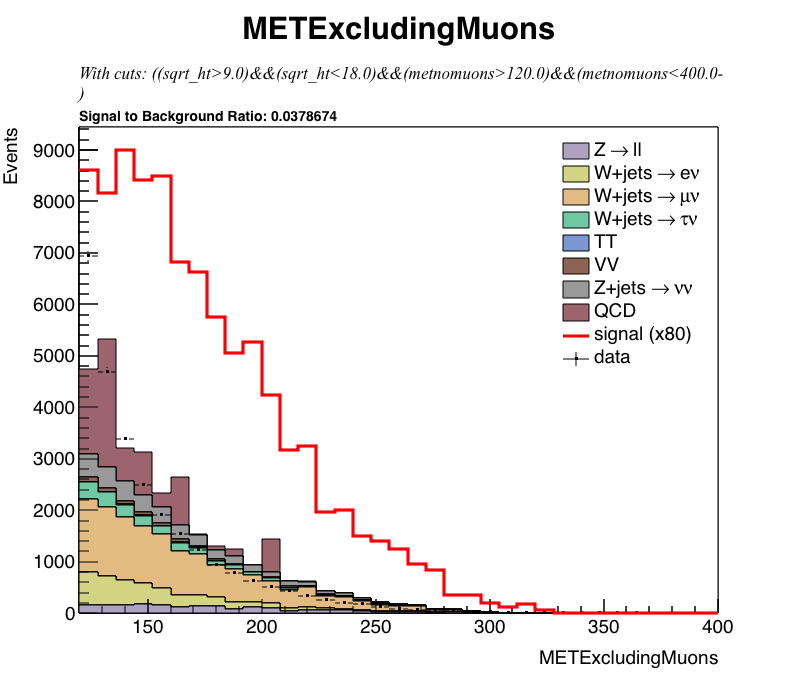 METExcludingMuons
With cuts: ((sqrt_ht>9.0)&&(sqrt_ht<18.0)&&(metnomuons>120.0)&&(metnomuons<400.0-
)
Signal to Background Ratio: 0.0378674
Events
9000
8000
7000
6000
5000
4000
3000
2000
1000
0
Z → ll
W+jets → eν
W+jets → μν
W+jets → τν
TT
VV
Z+jets → νν
QCD
signal (x80)
data
150 200 250 300 350 400
METExcludingMuons